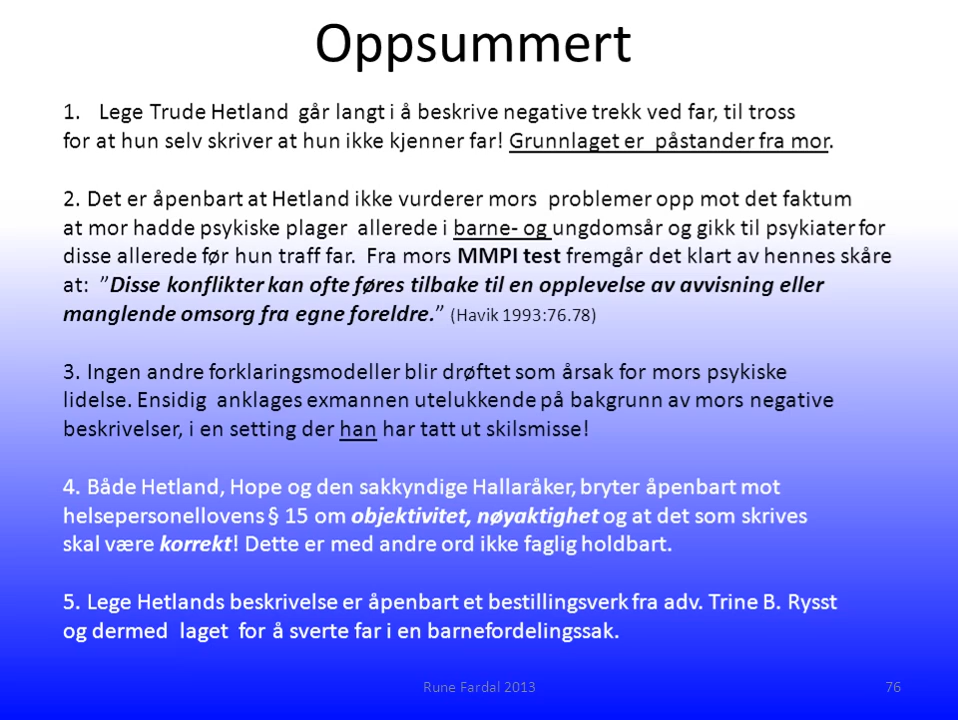 Oppsummert
1. Lege Trude Hetland går langt i å beskrive negative trekk ved far, til tross
for at hun selv skriver at hun ikke kjenner far! Grunnlaget er påstander fra mor.
2. Det er åpenbart at Hetland ikke vurderer mors problemer opp mot det faktum
at mor hadde psykiske plager allerede i barne- og ungdomsår og gikk til psykiater for
disse allerede før hun traff far. Fra mors MMPI test fremgår det klart av hennes skåre
at: ”Disse konflikter kan ofte føres tilbake til en opplevelse av avvisning eller
manglende omsorg fra egne foreldre.” (Havik 1993:76.78)
3. Ingen andre forklaringsmodeller blir drøftet som årsak for mors psykiske
lidelse. Ensidig anklages exmannen utelukkende på bakgrunn av mors negative
beskrivelser, i en setting der han har tatt ut skilsmisse!
4. Både Hetland, Hope og den sakkyndige Hallaråker, bryter åpenbart mot
helsepersonellovens § 15 om objektivitet, nøyaktighet og at det som skrives
skal være korrekt! Dette er med andre ord ikke faglig holdbart.
5. Lege Hetlands beskrivelse er åpenbart et bestillingsverk fra adv. Trine B. Rysst
og dermed laget for å sverte far i en barnefordelingssak.
Rune Fardal 2013
76